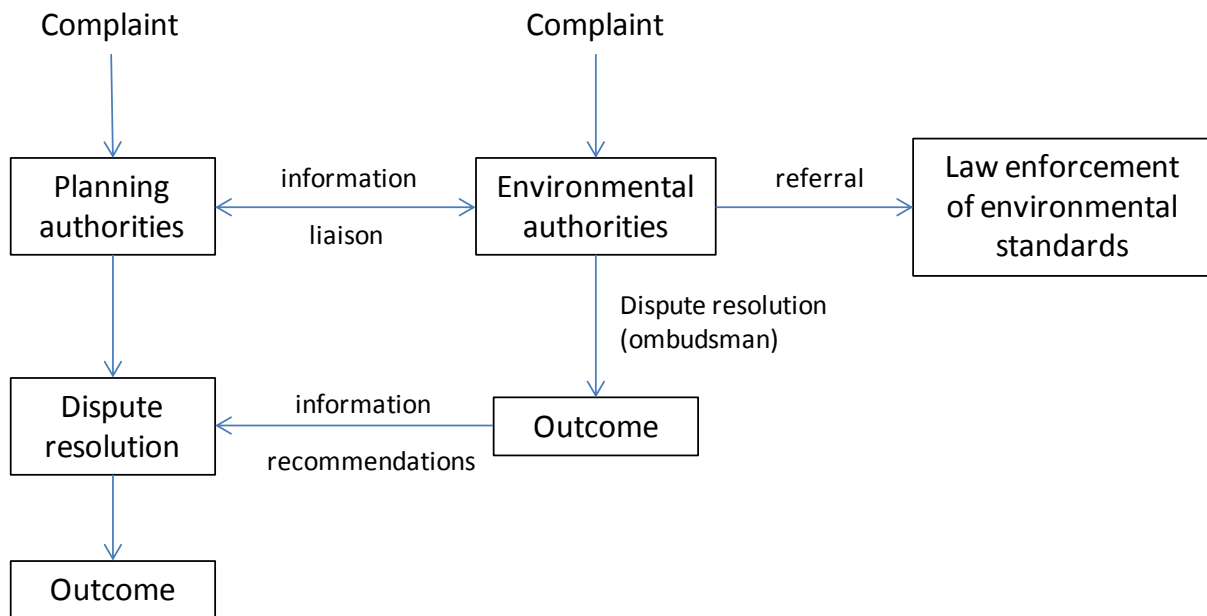 Complaint
Complaint
Planning
authorities
information
liaison
Environmental
authorities
referral
Law enforcement
of environmental
standards
Dispute resolution
(ombudsman)
Dispute
resolution
information
recommendations
Outcome
Outcome